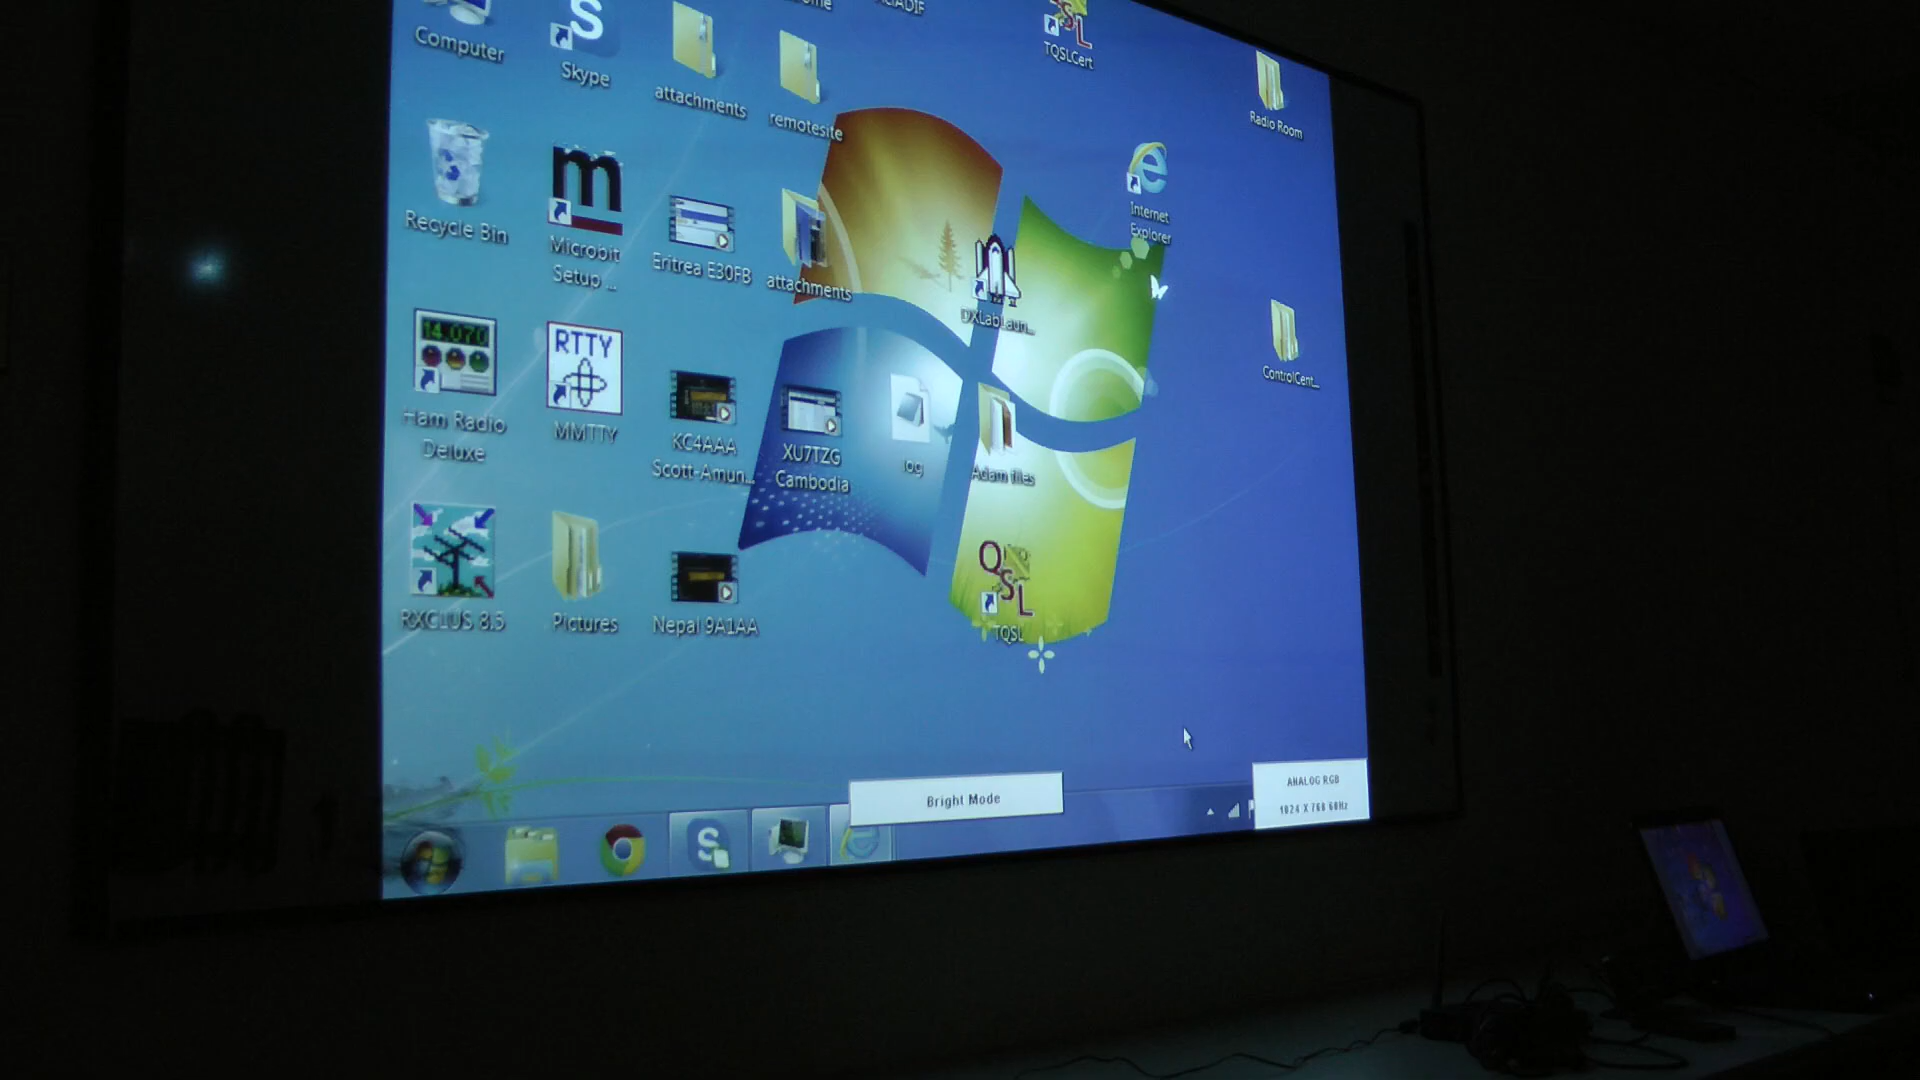 Computer
S
Skype
attachments
remotesite
TQSLCert
Radio Room
Recycle Bin
m
Microbit
Setup ...
Eritrea E30FB
attachments
DXLabLaun...
Internet
Explorer
14.070
Ham Radio
Deluxe
RTTY
MMTTY
KC4AAA
Scott-Amun...
XU7TZG
Cambodia
log
Adam files
ControlCent...
RXCLUS 8.5
Pictures
Nepal 9A1AA
QSL
TQSL
Bright Mode
ANALOG RGB
1024 X 768 60Hz